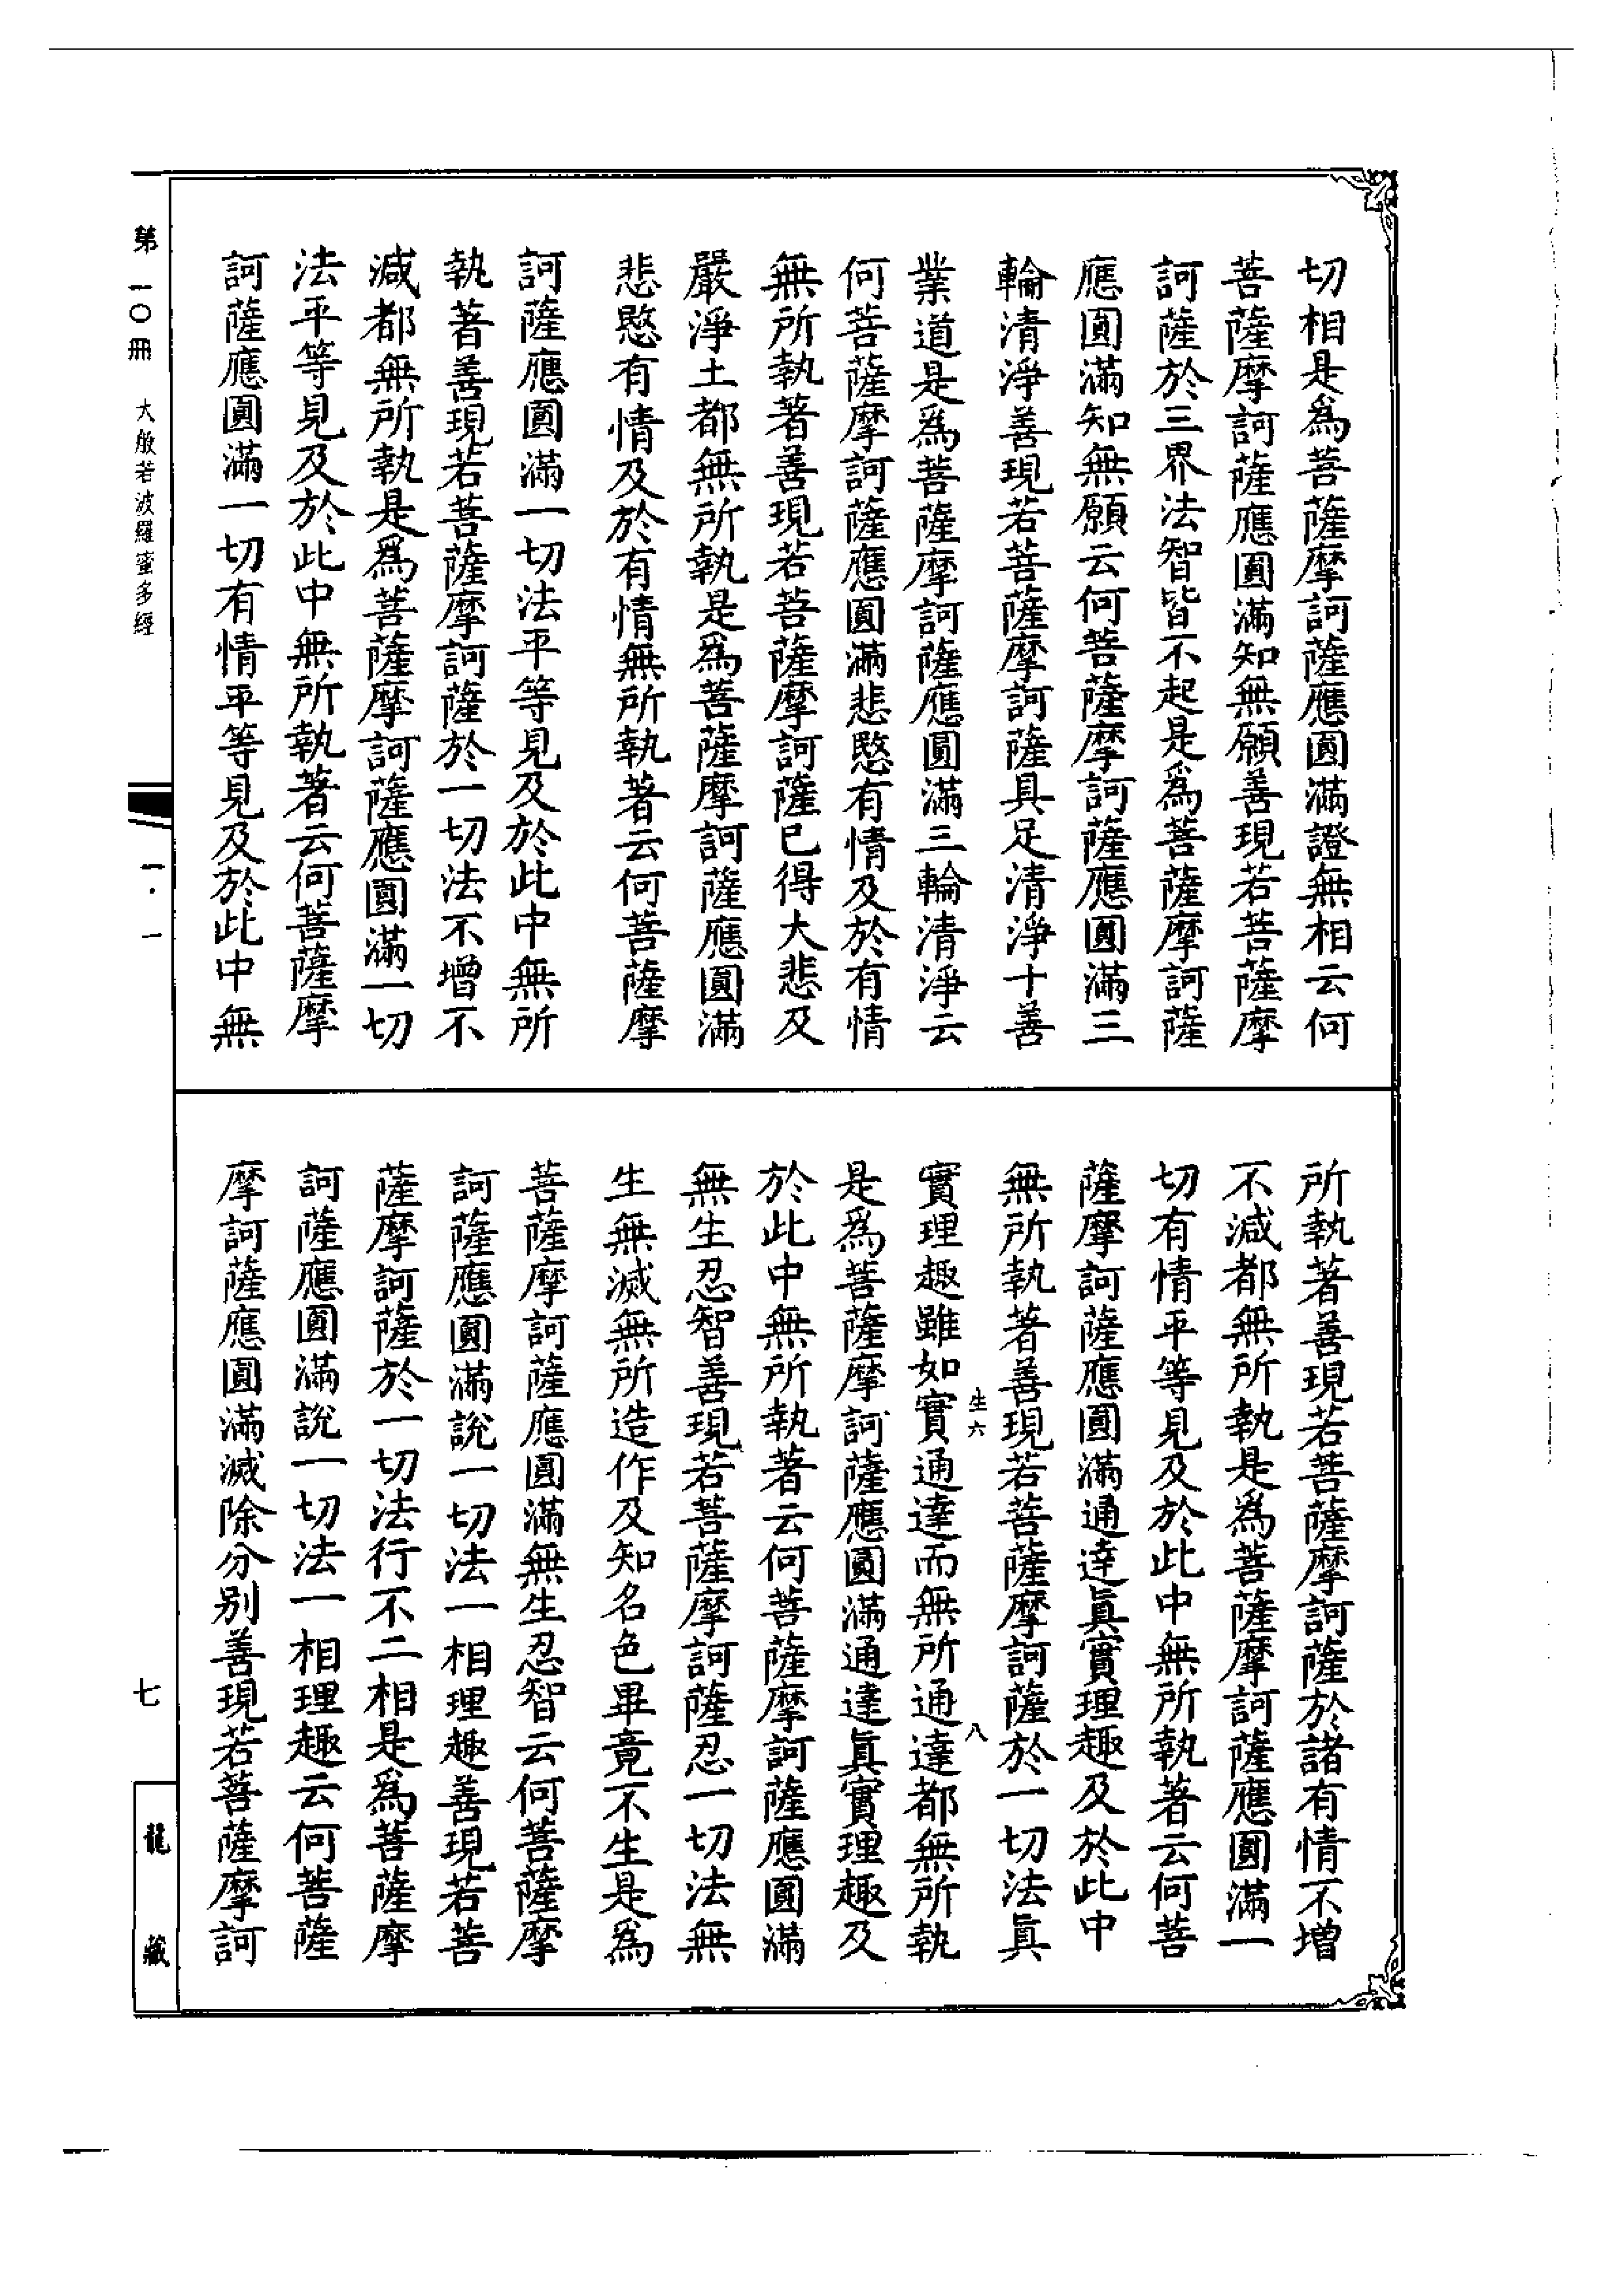 切相是爲菩薩摩訶薩應圓滿證無相云何
菩薩摩訶薩應圓滿知無願善現若菩薩摩
訶薩於三界法智皆不起是爲菩薩摩訶薩
應圓滿知無願云何菩薩摩訶薩應圓滿三
輪清淨善現若菩薩摩訶薩具足清淨十善
業道是爲菩薩摩訶薩應圓滿三輪清淨云
何菩薩摩訶薩應圓滿悲愍有情及於有情
無所執著善現若菩薩摩訶薩已得大悲及
嚴淨土都無所執是爲菩薩摩訶薩應圓滿
悲愍有情及於有情無所執著云何菩薩摩
訶薩應圓滿一切法平等見及於此中無所
執著善現若菩薩摩訶薩於一切法不增不
減都無所執是爲菩薩摩訶薩應圓滿一切
法平等見及於此中無所執著云何菩薩摩
訶薩應圓滿一切有情平等見及於此中無
所執著善現若菩薩摩訶薩於諸有情不增
不減都無所執是爲菩薩摩訶薩應圓滿一
切有情平等見及於此中無所執著云何菩
薩摩訶薩應圓滿通達眞實理趣及於此中
無所執著善現若菩薩摩訶薩於一切法眞
生六 八
實理趣雖如實通達而無所通達都無所執
是爲菩薩摩訶薩應圓滿通達眞實理趣及
於此中無所執著云何菩薩摩訶薩應圓滿
無生忍智善現若菩薩摩訶薩忍一切法無
生無滅無所造作及知名色畢竟不生是爲
菩薩摩訶薩應圓滿無生忍智云何菩薩摩
訶薩應圓滿說一切法一相理趣善現若菩
薩摩訶薩於一切法行不二相是爲菩薩摩
訶薩應圓滿說一切法一相理趣云何菩薩
摩訶薩應圓滿滅除分別善現若菩薩摩訶
第一〇冊 大般若波羅蜜多經
一·一
七
龍藏